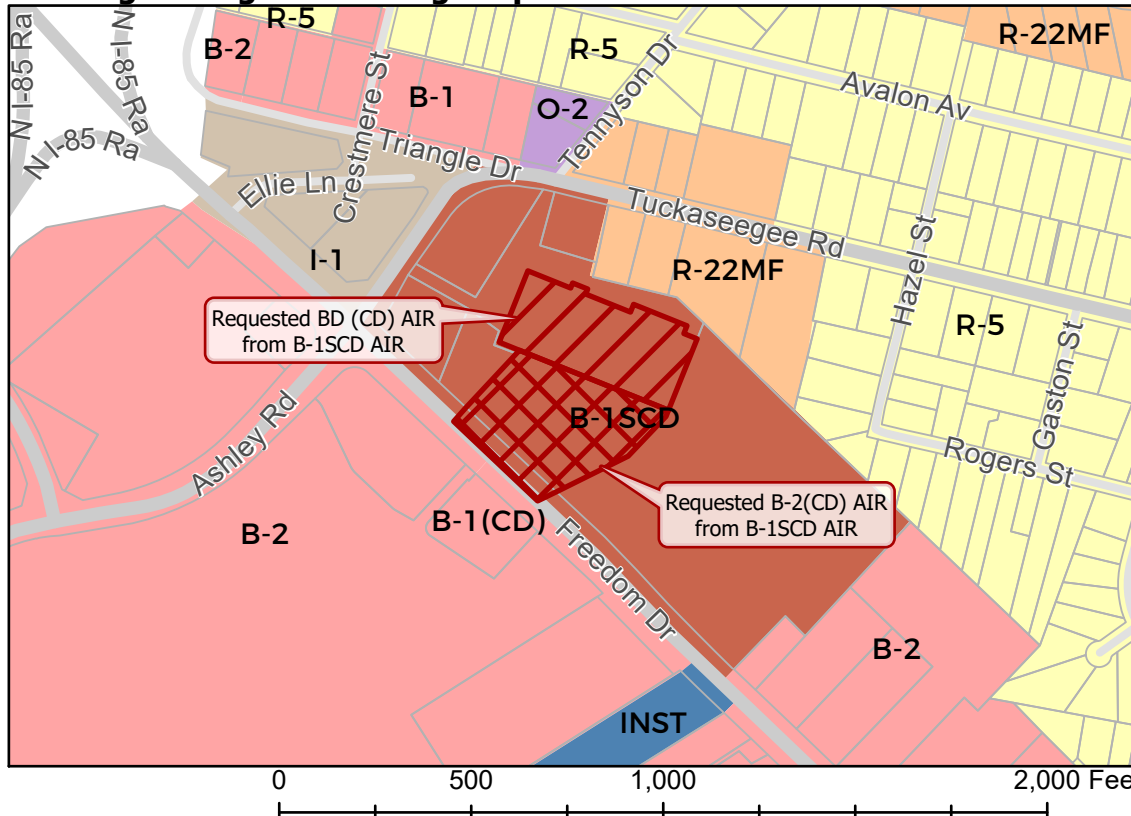 R-5
B-2
R-5
R-22MF
N I-85 Ra
N I-85 Ra
N I-85 Ra
B-1
O-2
Avalon Av
Tennyson Dr
Crestmere St
Triangle Dr
Ellie Ln
Tuckaseegee Rd
Hazel St
I-1
R-22MF
Requested BD (CD) AIR
from B-1SCD AIR
R-5
Gaston St
B-1SCD
Ashley Rd
Rogers St
Requested B-2(CD) AIR
from B-1SCD AIR
B-1(CD)
B-2
Freedom Dr
B-2
INST
0 500 1,000 2,000 Fee